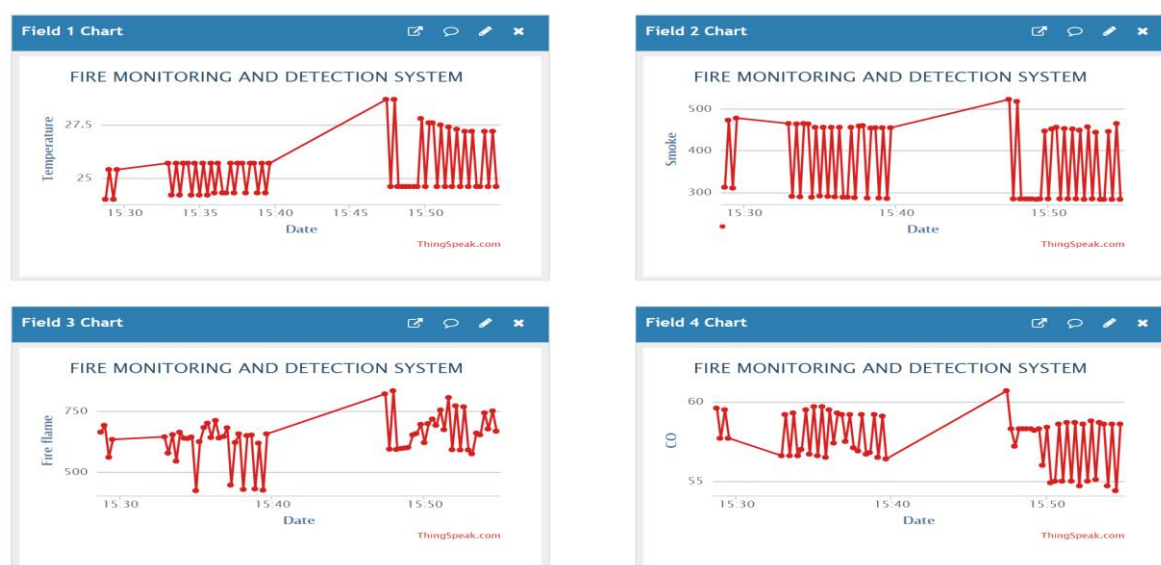 Field 1 Chart
FIRE MONITORING AND DETECTION SYSTEM
Temperature
27.5
25
15:30 15:35 15:40 15:45 15:50
Date
ThingSpeak.com
Field 2 Chart
FIRE MONITORING AND DETECTION SYSTEM
Smoke
500
400
300
15:30 15:40 15:50
Date
ThingSpeak.com
Field 3 Chart
FIRE MONITORING AND DETECTION SYSTEM
Fire flame
750
500
15:30 15:40 15:50
Date
ThingSpeak.com
Field 4 Chart
FIRE MONITORING AND DETECTION SYSTEM
CO
60
55
15:30 15:40 15:50
Date
ThingSpeak.com